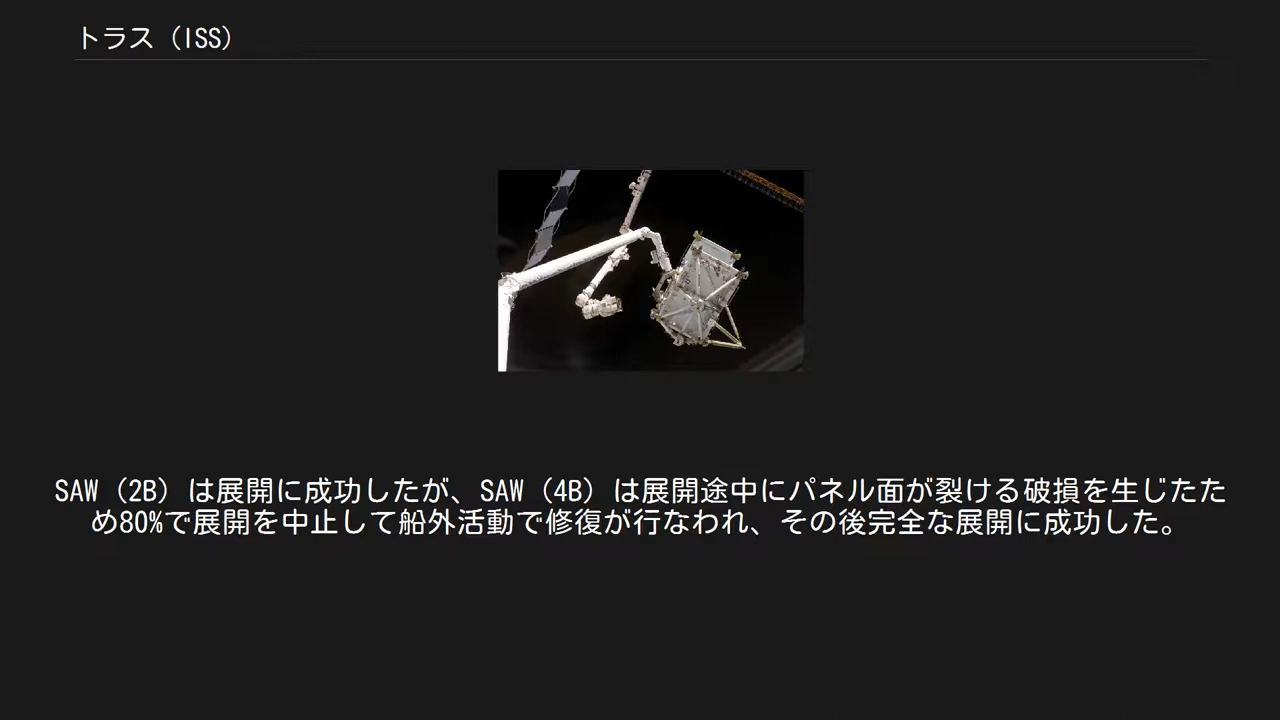 トラス（ISS）
SAW（2B）は展開に成功したが、SAW（4B）は展開途中にパネル面が裂ける破損を生じたた
め80%で展開を中止して船外活動で修復が行なわれ、その後完全な展開に成功した。